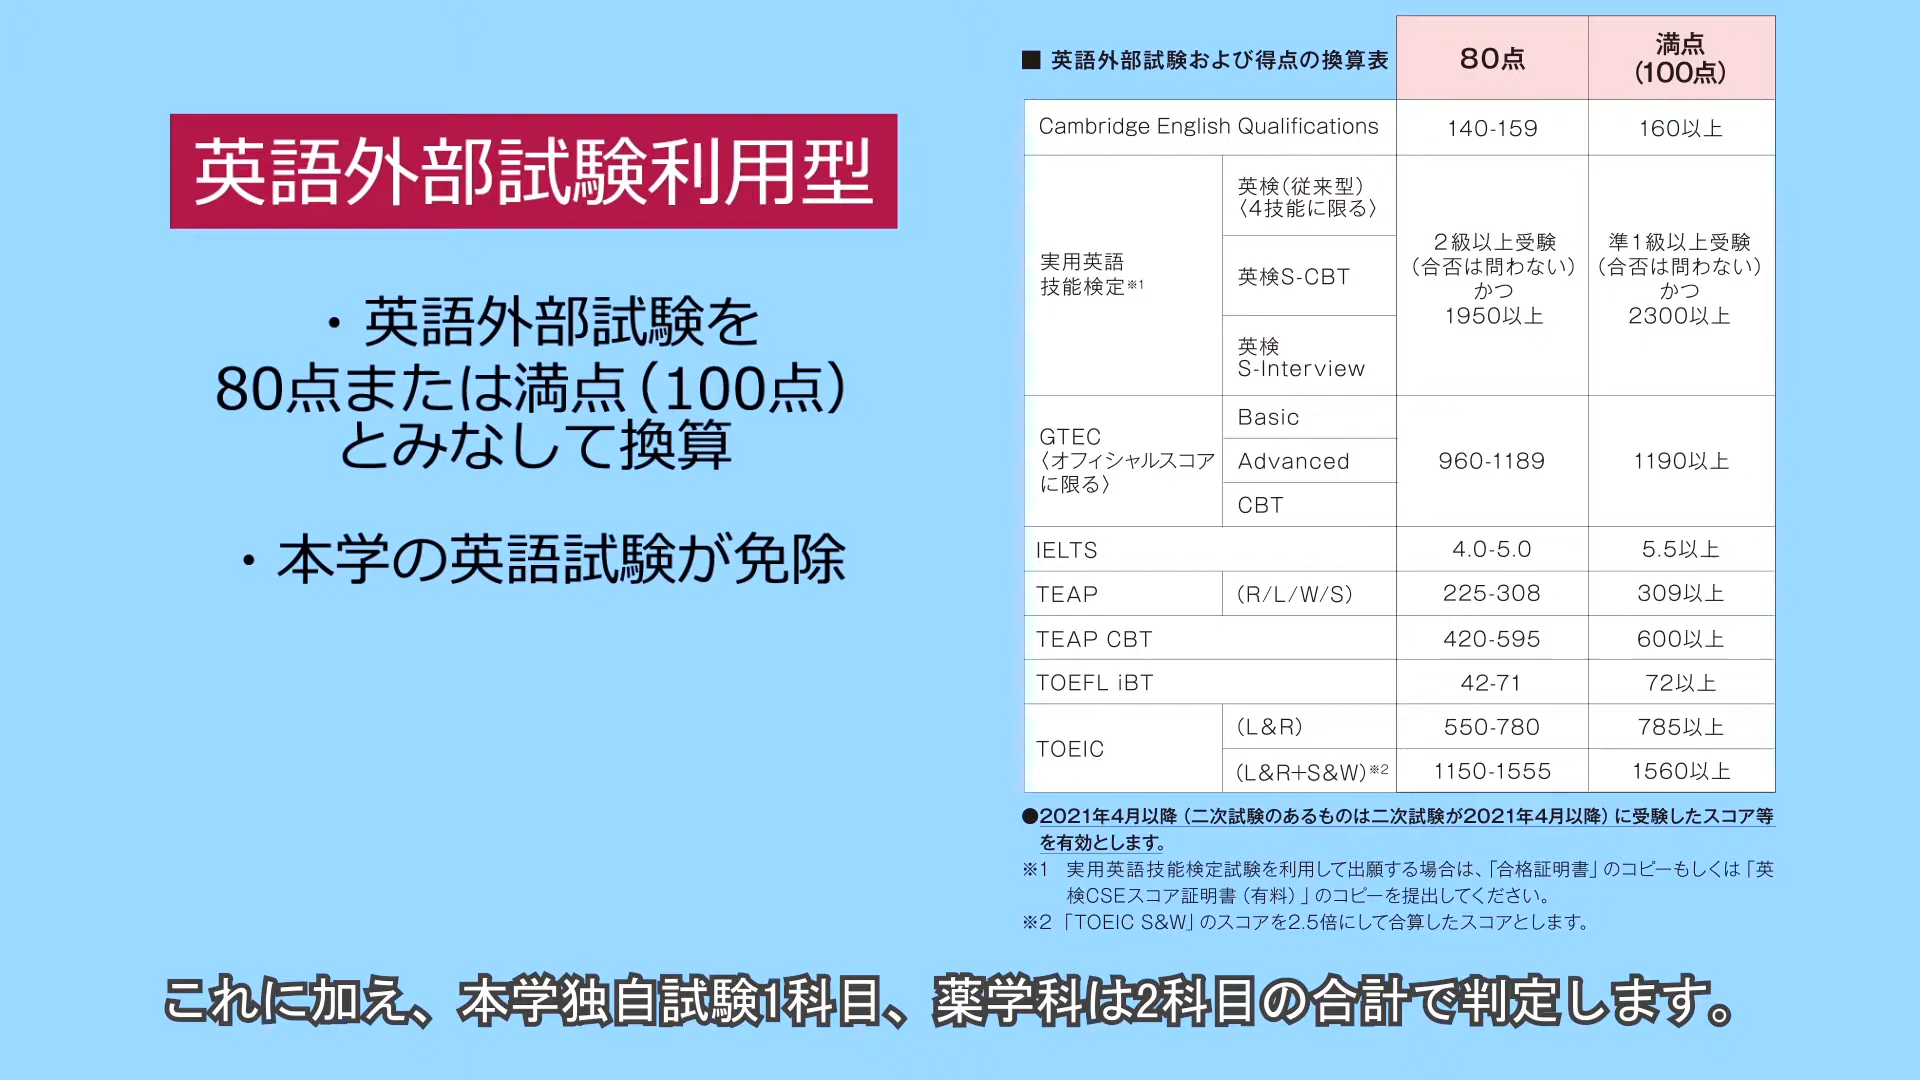 英語外部試験利用型
・英語外部試験を
80点または満点（100点）
とみなして換算
・本学の英語試験が免除
■ 英語外部試験および得点の換算表
80点
満点
（100点）
Cambridge English Qualifications
140-159
160以上
実用英語
技能検定※1
英検（従来型）
〈4技能に限る〉
英検S-CBT
英検
S-Interview
2級以上受験
（合否は問わない）
かつ
1950以上
準1級以上受験
（合否は問わない）
かつ
2300以上
GTEC
〈オフィシャルスコア
に限る〉
Basic
Advanced
CBT
960-1189
1190以上
IELTS
4.0-5.0
5.5以上
TEAP
（R/L/W/S）
225-308
309以上
TEAP CBT
420-595
600以上
TOEFL iBT
42-71
72以上
TOEIC
（L&R）
550-780
785以上
（L&R+S&W）※2
1150-1555
1560以上
●2021年4月以降（二次試験のあるものは二次試験が2021年4月以降）に受験したスコア等
を有効とします。
※1 実用英語技能検定試験を利用して出願する場合は、「合格証明書」のコピーもしくは「英
検CSEスコア証明書（有料）」のコピーを提出してください。
※2 「TOEIC S&W」のスコアを2.5倍にして合算したスコアとします。
これに加え、本学独自試験1科目、薬学科は2科目の合計で判定します。